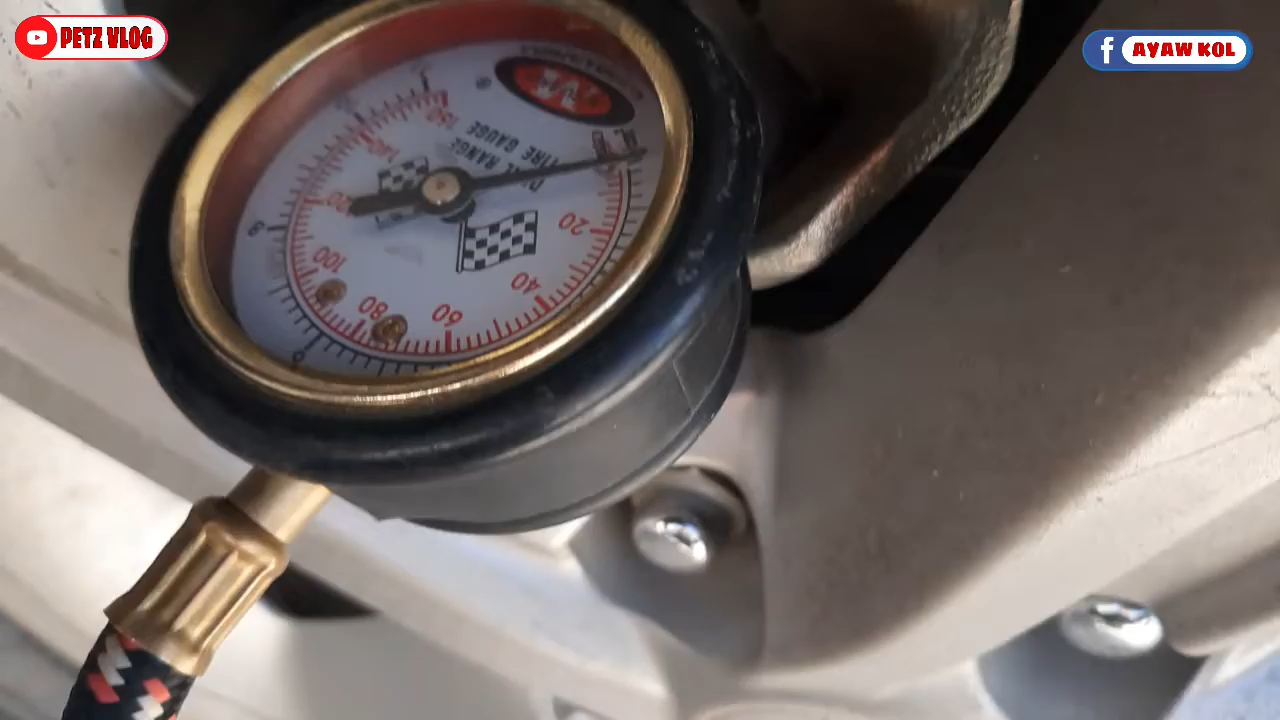 PETZ VLOG
f AYAW KOL
DUAL RANGE
TIRE GAUGE
20
40
60
80
100
120
140
160